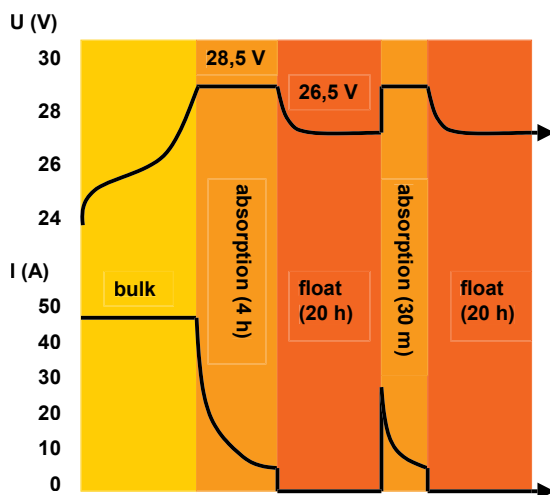 U (V)
30
28
26
24
I (A)
50
40
30
20
10
0
28,5 V
26,5 V
bulk
absorption (4 h)
float
(20 h)
absorption (30 m)
float
(20 h)